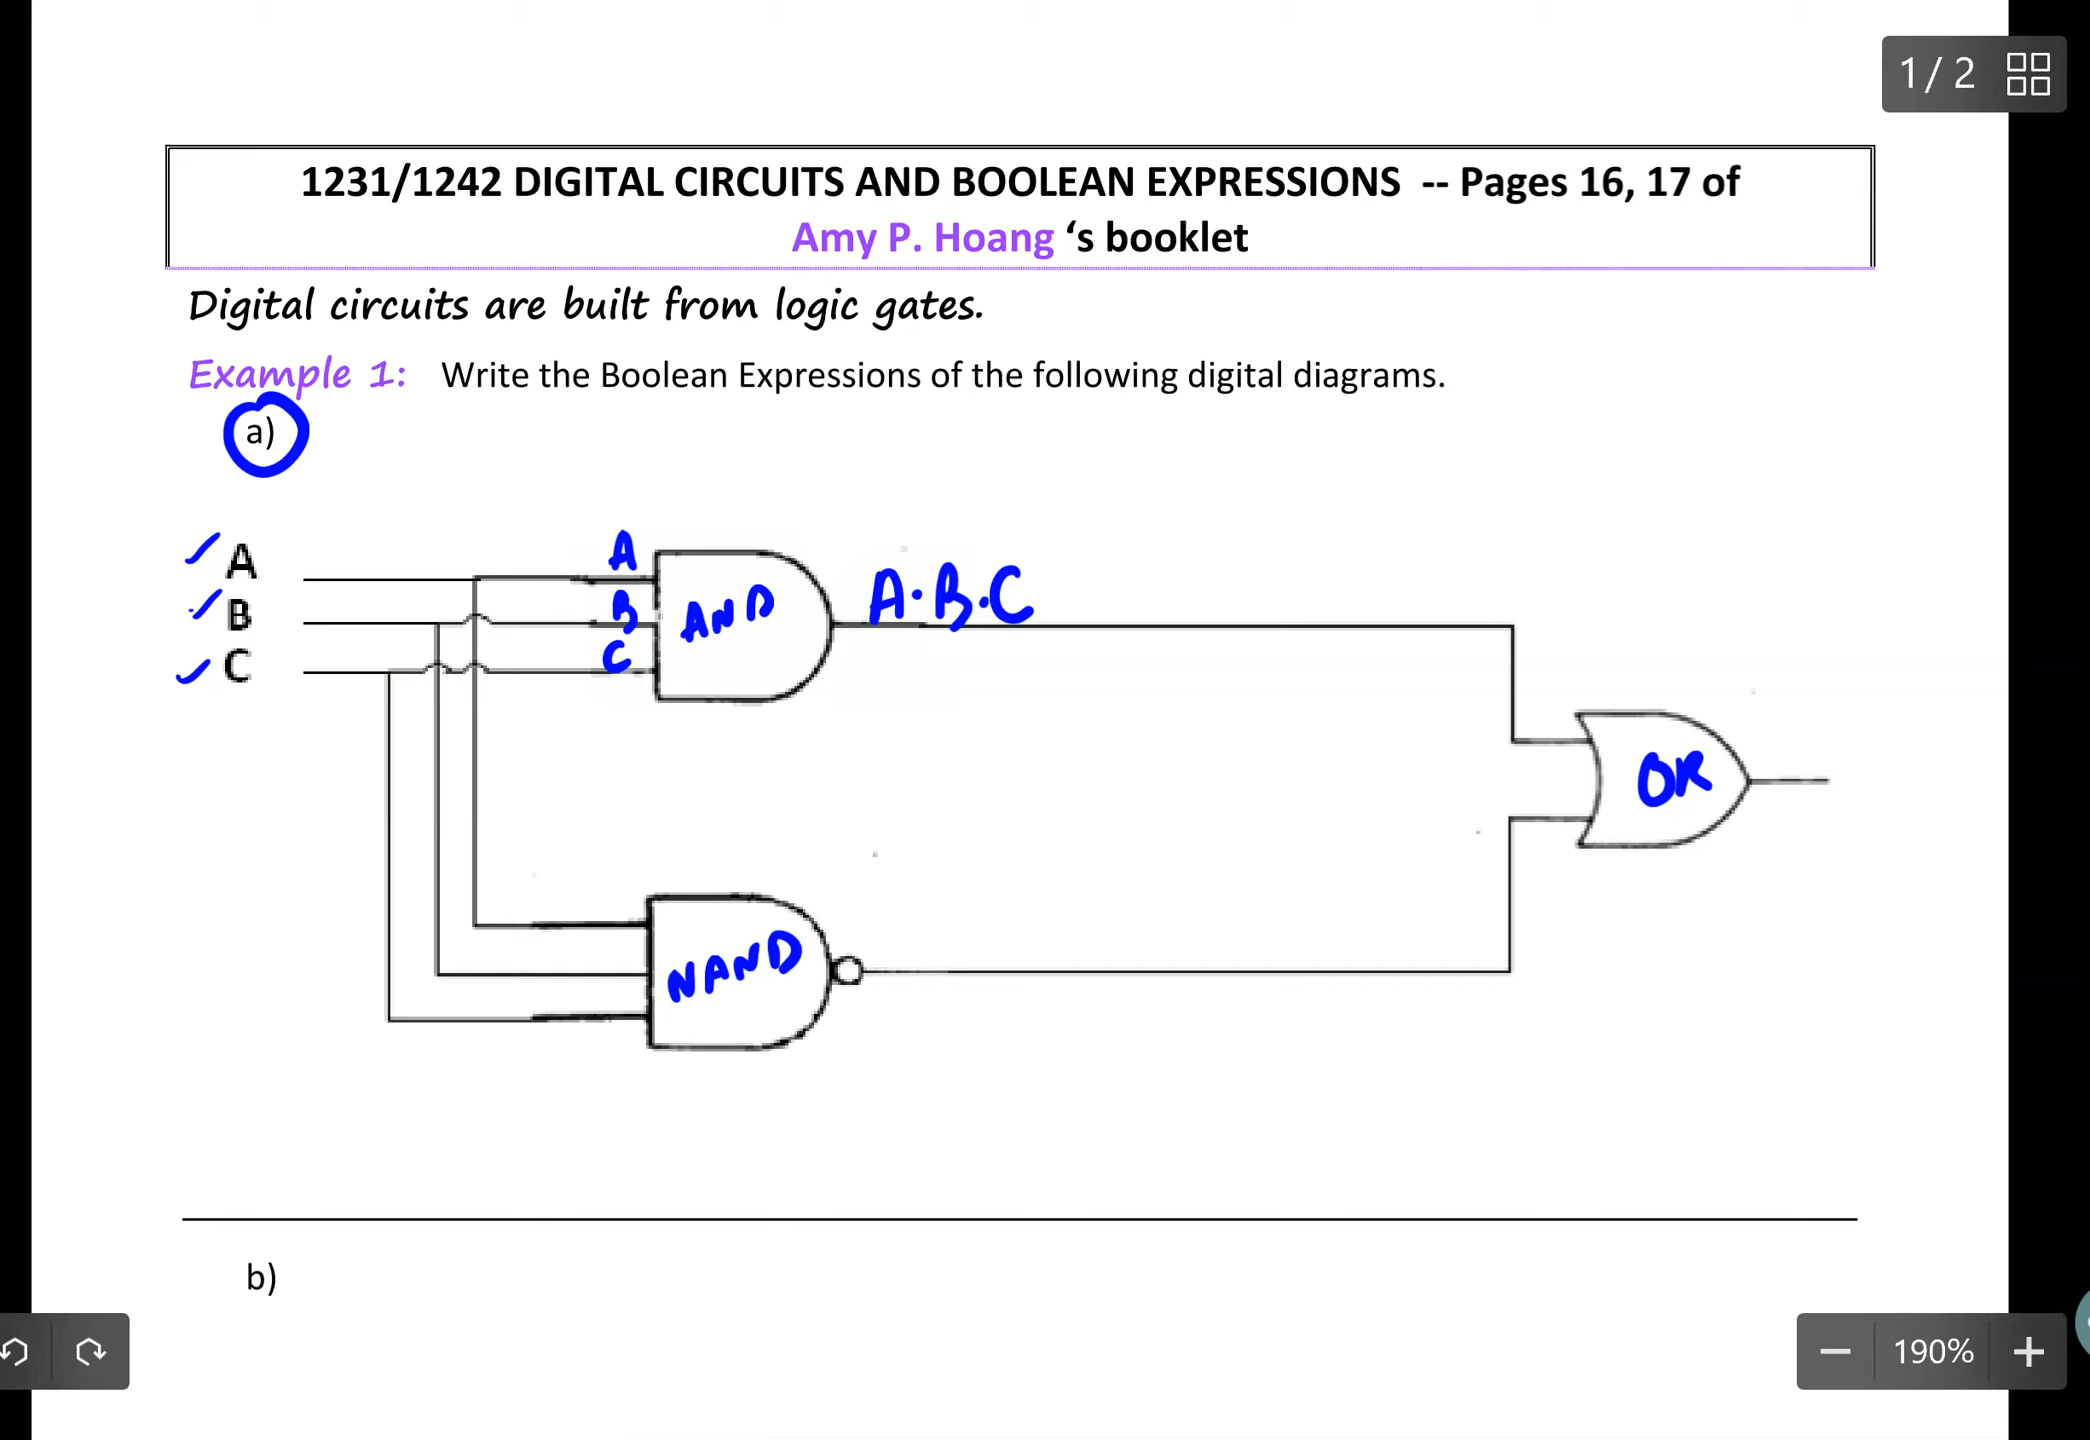 1 / 2
1231/1242 DIGITAL CIRCUITS AND BOOLEAN EXPRESSIONS -- Pages 16, 17 of
Amy P. Hoang ‘s booklet
Digital circuits are built from logic gates.
Example 1: Write the Boolean Expressions of the following digital diagrams.
a)
A
B
C
A
B
C
AND
A·B·C
OR
NAND
b)
190%